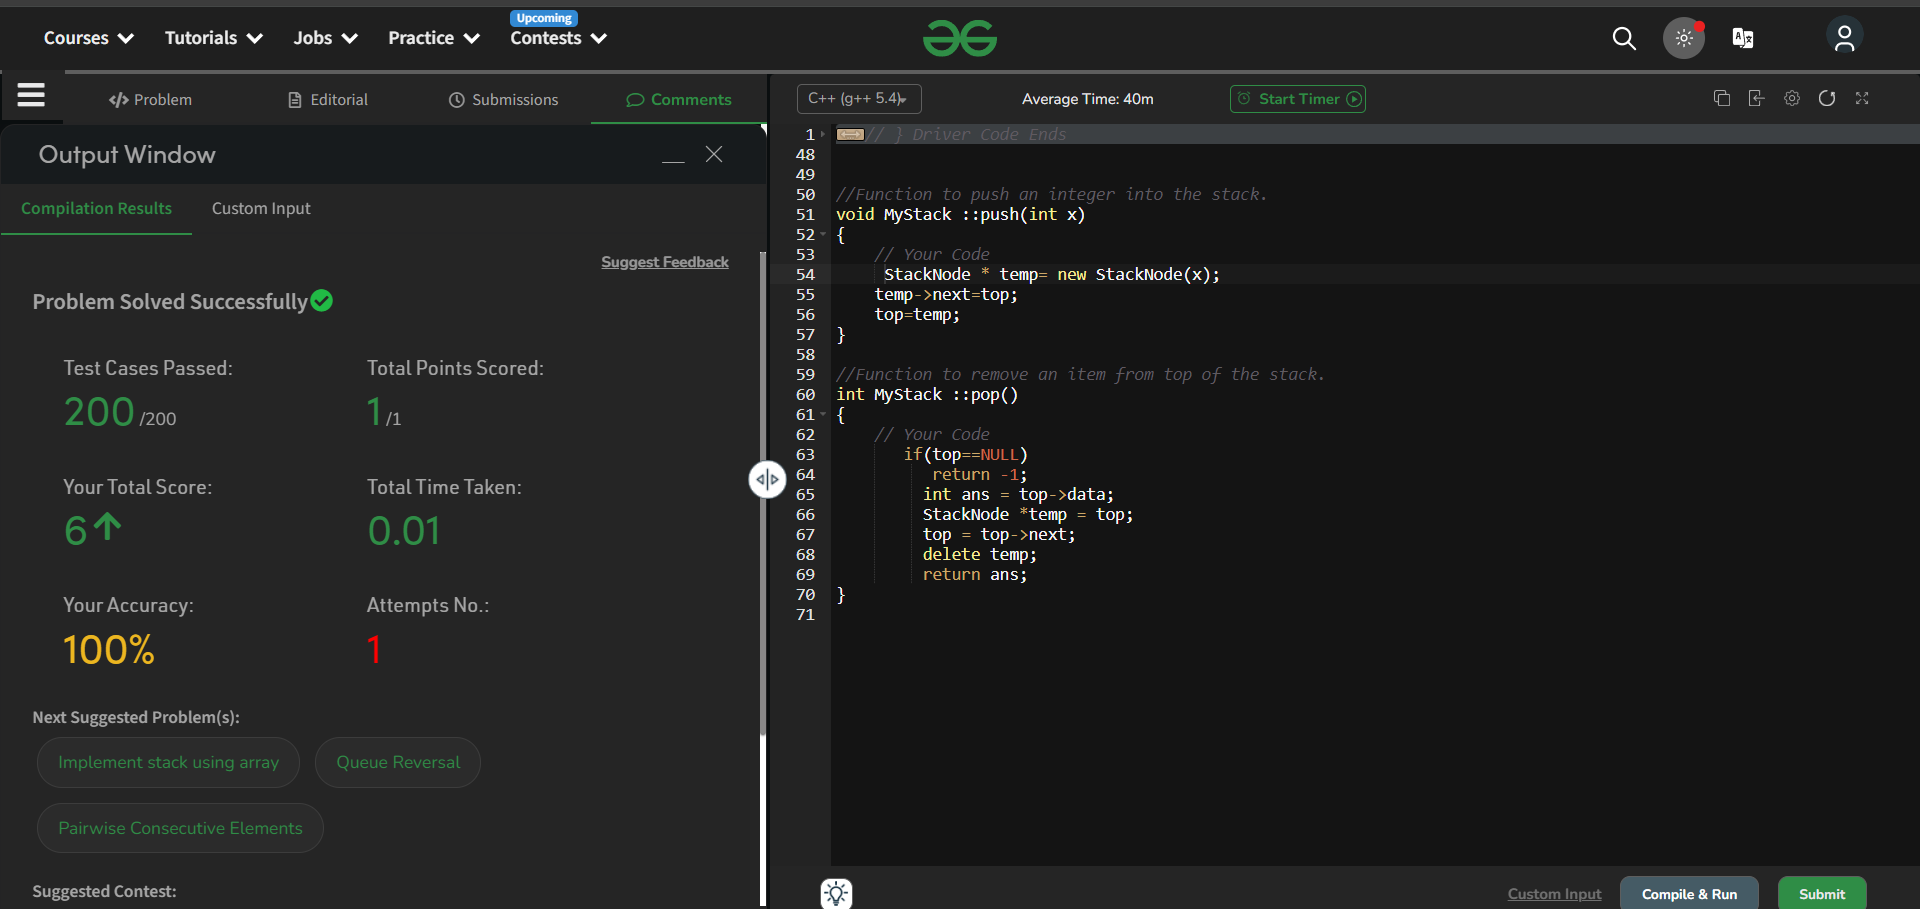 Courses
Tutorials
Jobs
Practice
Upcoming
Contests
Problem
Editorial
Submissions
Comments
Output Window
Compilation Results
Custom Input
Suggest Feedback
Problem Solved Successfully
Test Cases Passed:
200 /200
Total Points Scored:
1 /1
Your Total Score:
6
Total Time Taken:
0.01
Your Accuracy:
100%
Attempts No.:
1
Next Suggested Problem(s):
Implement stack using array
Queue Reversal
Pairwise Consecutive Elements
Suggested Contest:
C++ (g++ 5.4)
Average Time: 40m
Start Timer
1 // } Driver Code Ends
48
49
50 //Function to push an integer into the stack.
51 void MyStack ::push(int x)
52 {
53 // Your Code
54 StackNode * temp= new StackNode(x);
55 temp->next=top;
56 top=temp;
57 }
58
59 //Function to remove an item from top of the stack.
60 int MyStack ::pop()
61 {
62 // Your Code
63 if(top==NULL)
64 return -1;
65 int ans = top->data;
66 StackNode *temp = top;
67 top = top->next;
68 delete temp;
69 return ans;
70 }
71
Custom Input
Compile & Run
Submit